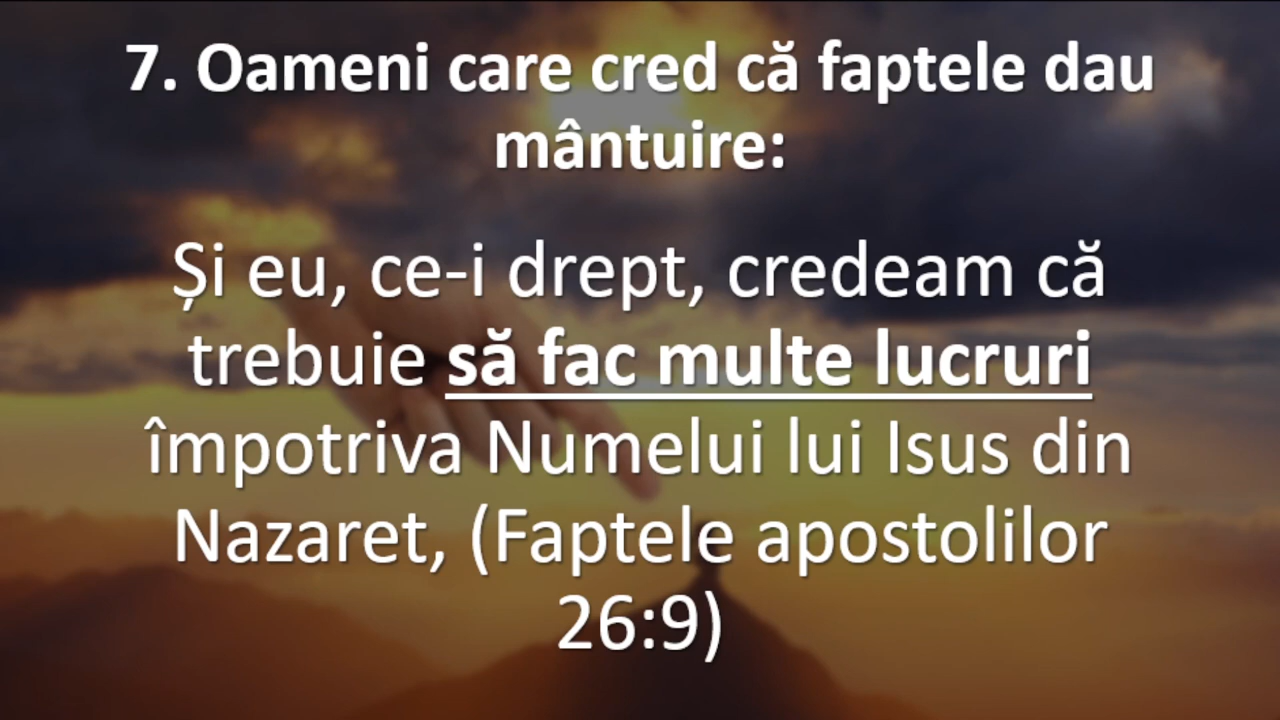 7. Oameni care cred că faptele dau
mântuire:
Și eu, ce-i drept, credeam că
trebuie să fac multe lucruri
împotriva Numelui lui Isus din
Nazaret, (Faptele apostolilor
26:9)